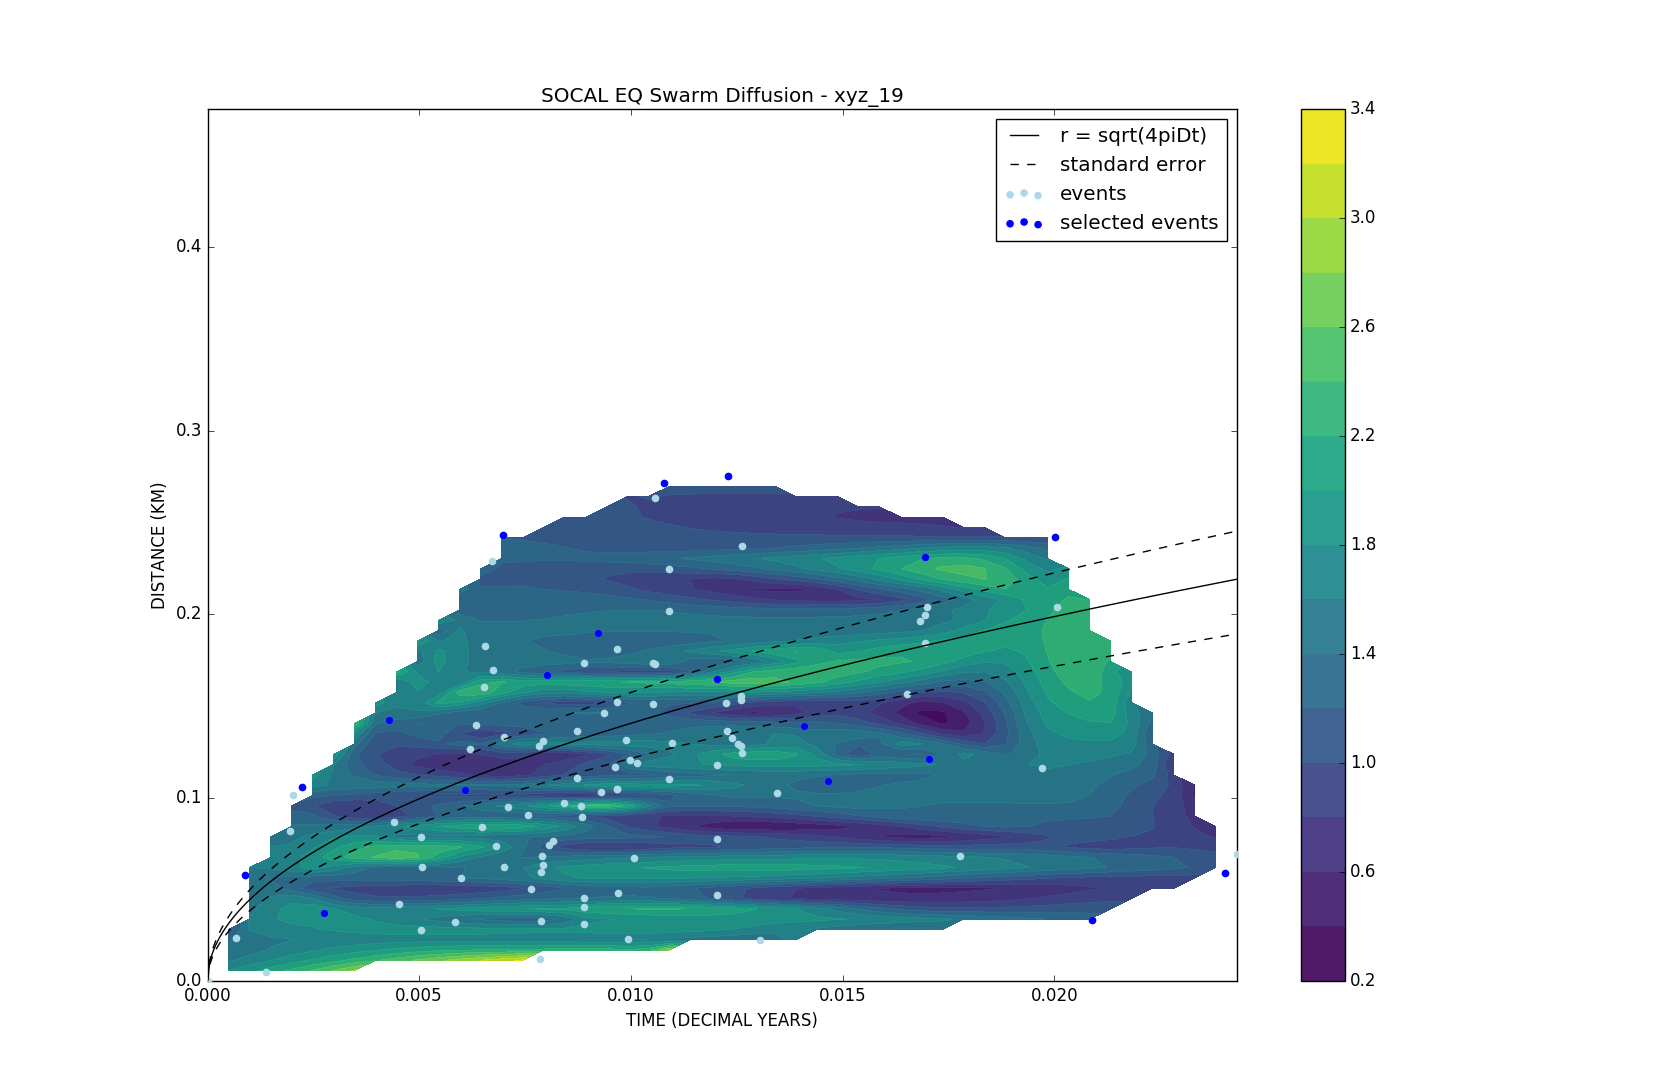 SOCAL EQ Swarm Diffusion - xyz_19
r = sqrt(4piDt)
standard error
events
selected events
0.4
0.3
0.2
0.1
0.0
DISTANCE (KM)
0.000
0.005
0.010
0.015
0.020
TIME (DECIMAL YEARS)
3.4
3.0
2.6
2.2
1.8
1.4
1.0
0.6
0.2